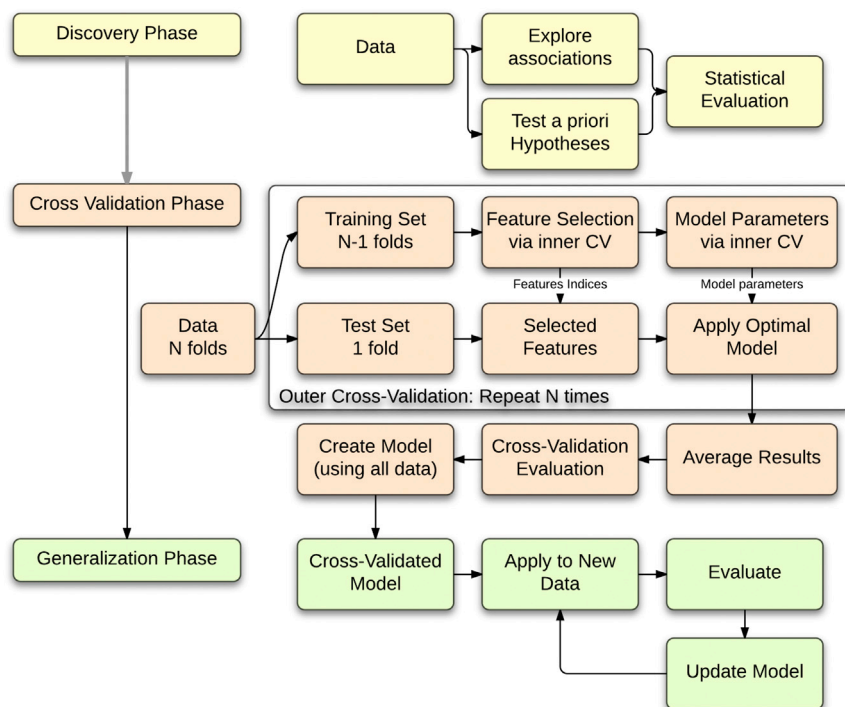 Discovery Phase
Data
Explore
associations
Test a priori
Hypotheses
Statistical
Evaluation
Cross Validation Phase
Training Set
N-1 folds
Feature Selection
via inner CV
Model Parameters
via inner CV
Features Indices
Model parameters
Data
N folds
Test Set
1 fold
Selected
Features
Apply Optimal
Model
Outer Cross-Validation: Repeat N times
Create Model
(using all data)
Cross-Validation
Evaluation
Average Results
Generalization Phase
Cross-Validated
Model
Apply to New
Data
Evaluate
Update Model